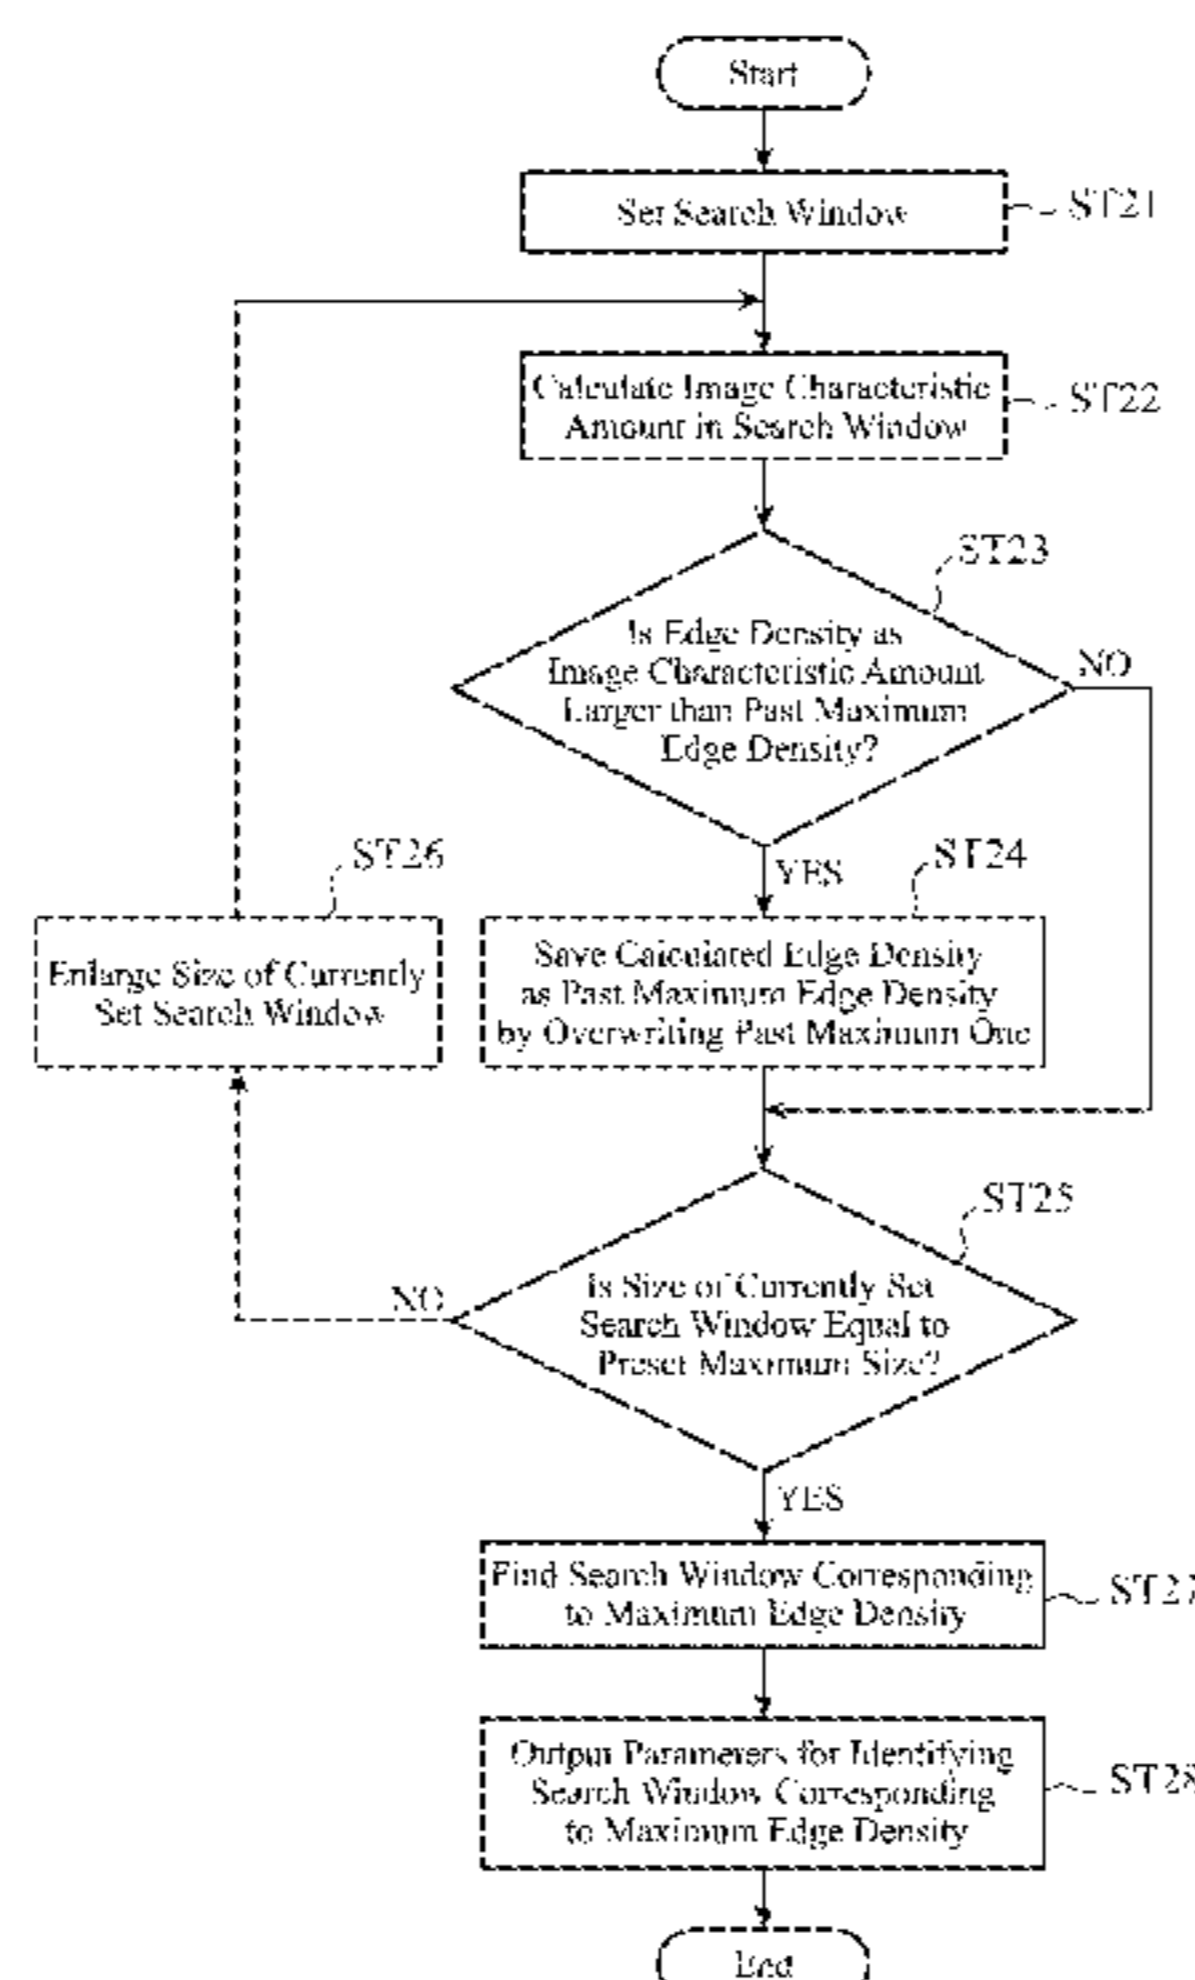 Start
Set Search Window
ST21
Calculate Image Characteristic
Amount in Search Window
ST22
ST23
Is Edge Density as
Image Characteristic Amount
Larger than Past Maximum
Edge Density?
NO
YES
ST26
ST24
Enlarge Size of Currently
Set Search Window
Save Calculated Edge Density
as Past Maximum Edge Density
by Overwriting Past Maximum One
ST25
NO
Is Size of Currently Set
Search Window Equal to
Preset Maximum Size?
YES
Find Search Window Corresponding
to Maximum Edge Density
ST27
Output Parameters for Identifying
Search Window Corresponding
to Maximum Edge Density
ST28
End